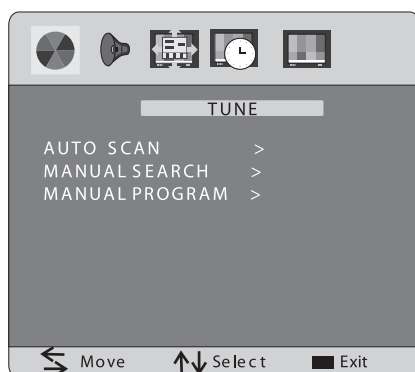 TUNE
AUTO SCAN >
MANUAL SEARCH >
MANUAL PROGRAM >
Move Select Exit